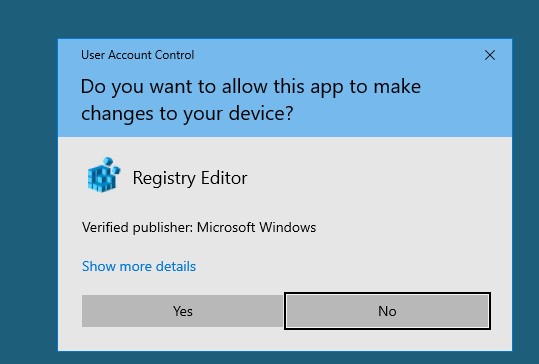 User Account Control
Do you want to allow this app to make
changes to your device?
Registry Editor
Verified publisher: Microsoft Windows
Show more details
Yes
No